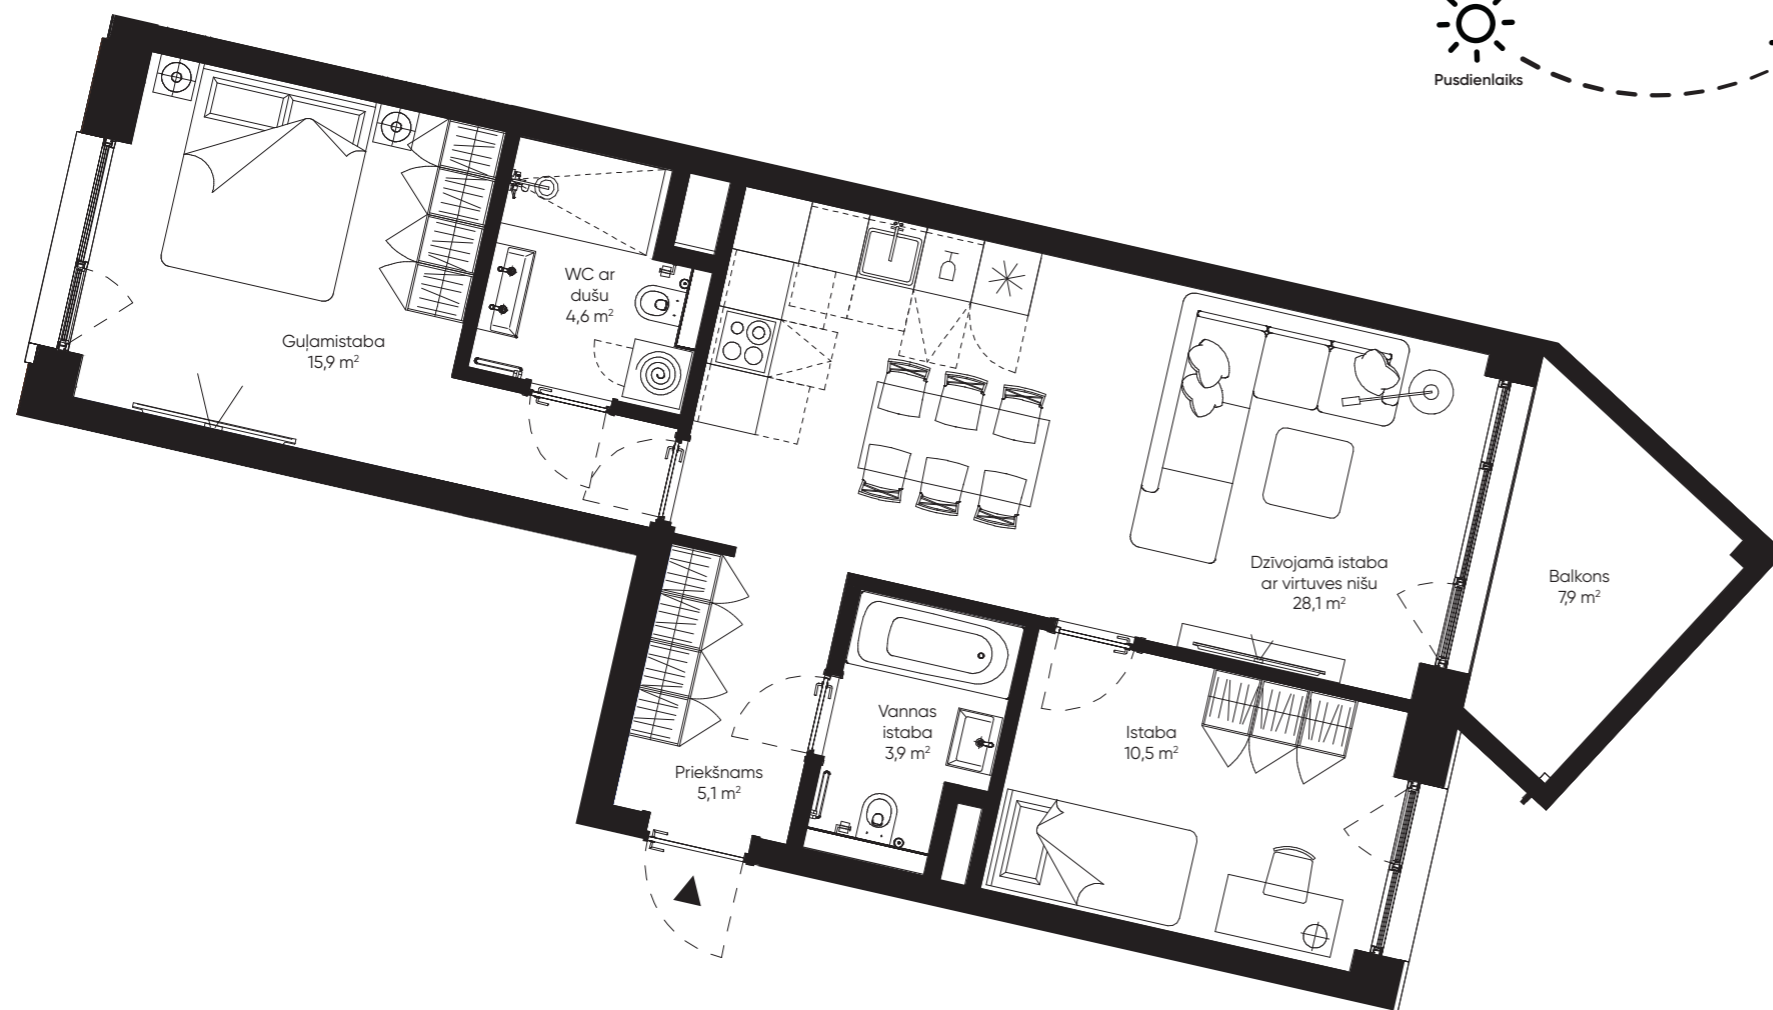 Pusdienlaiks
Guļamistaba
15,9 m²
WC ar
dušu
4,6 m²
Dzīvojamā istaba
ar virtuves nišu
28,1 m²
Balkons
7,9 m²
Vannas
istaba
3,9 m²
Istaba
10,5 m²
Priekšnams
5,1 m²